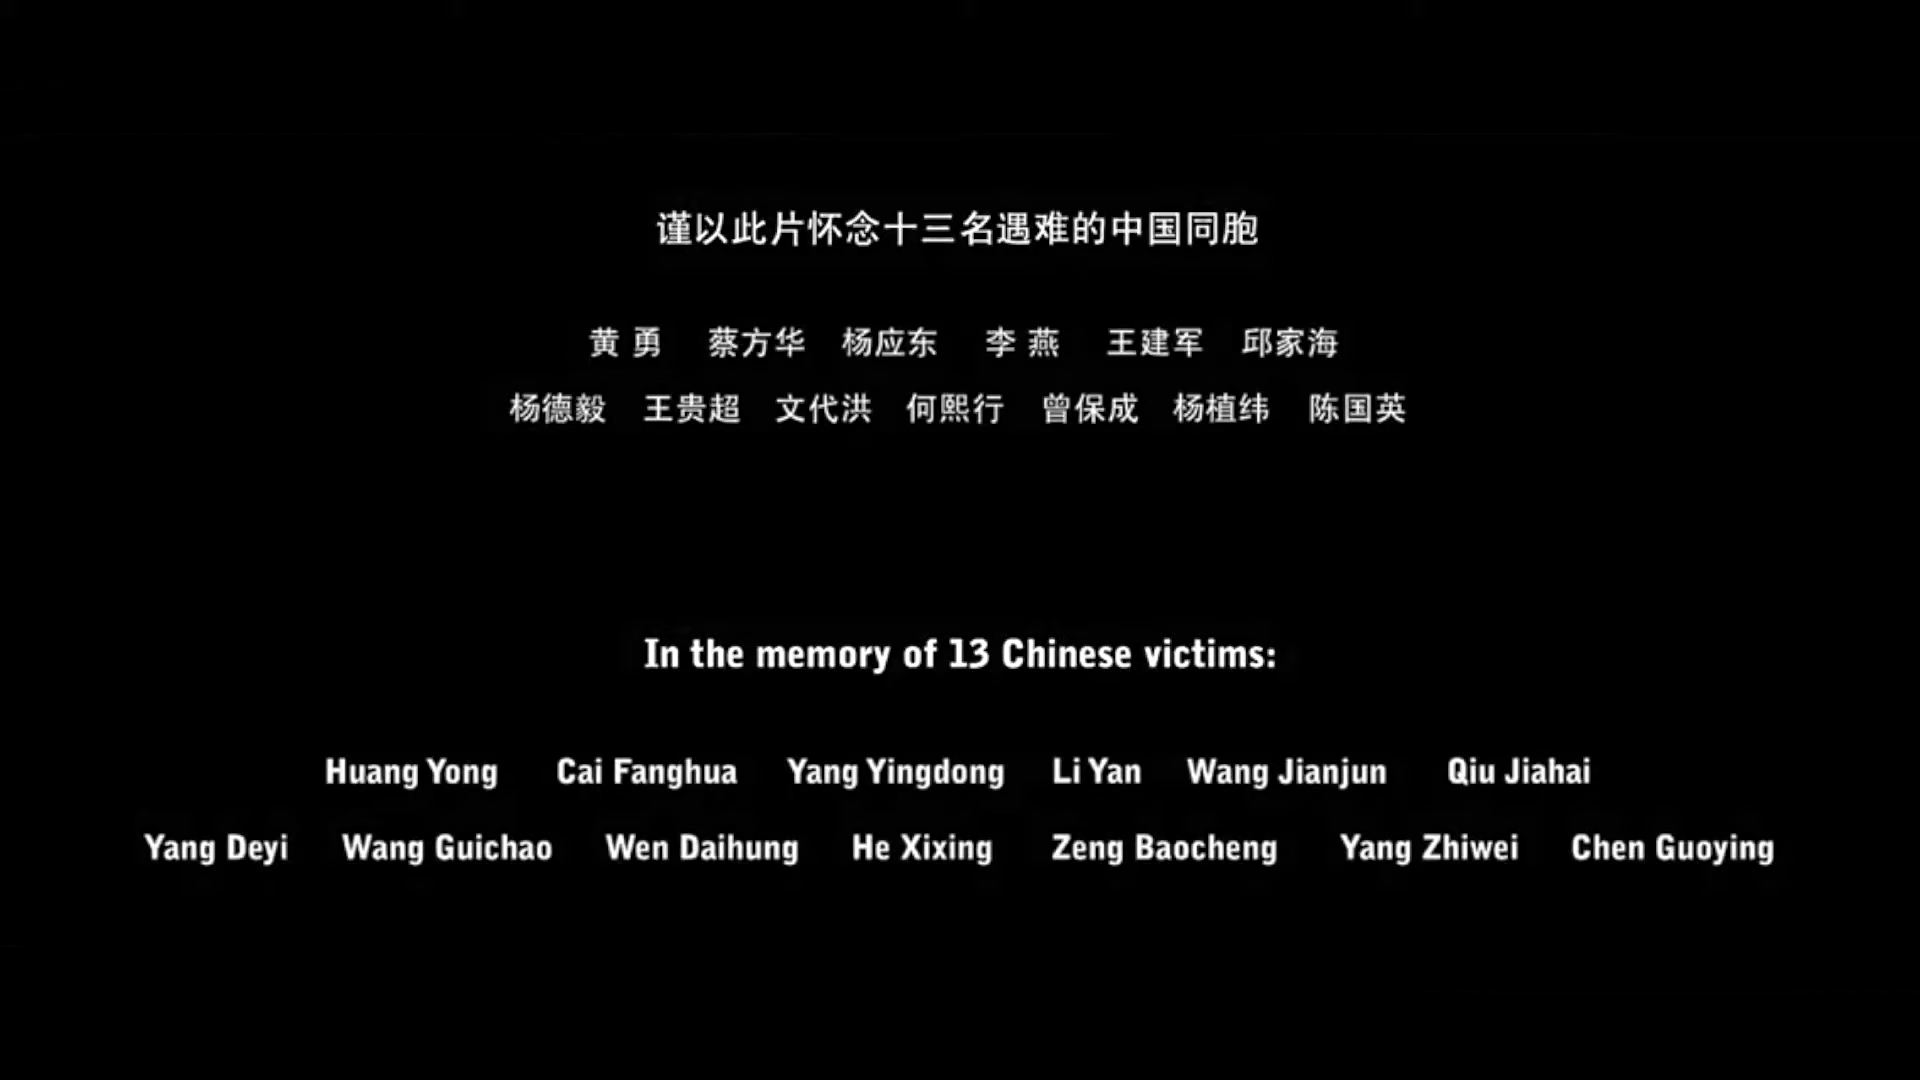 谨以此片怀念十三名遇难的中国同胞
黄 勇 蔡方华 杨应东 李 燕 王建军 邱家海
杨德毅 王贵超 文代洪 何熙行 曾保成 杨植纬 陈国英
In the memory of 13 Chinese victims:
Huang Yong Cai Fanghua Yang Yingdong Li Yan Wang Jianjun Qiu Jiahai
Yang Deyi Wang Guichao Wen Daihung He Xixing Zeng Baocheng Yang Zhiwei Chen Guoying